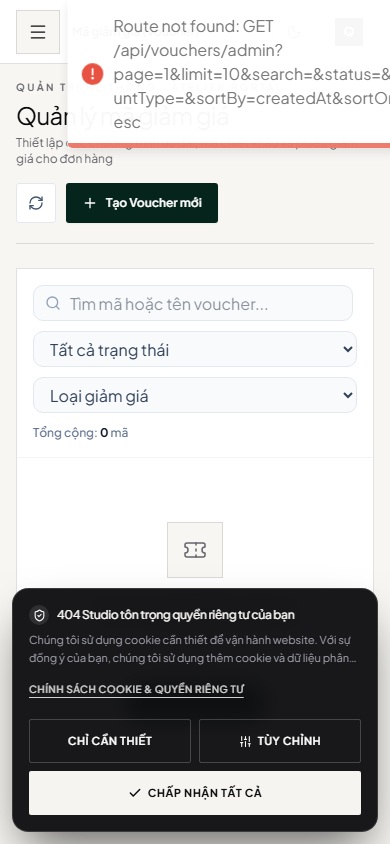 Route not found: GET
/api/vouchers/admin?
page=1&limit=10&search=&status=&
untType=&sortBy=createdAt&sortOr
esc
QUẢN T
Quản lý mã giảm giá
Thiết lập
giá cho đơn hàng
Tạo Voucher mới
Tìm mã hoặc tên voucher...
Tất cả trạng thái
Loại giảm giá
Tổng cộng: 0 mã
404 Studio tôn trọng quyền riêng tư của bạn
Chúng tôi sử dụng cookie cần thiết để vận hành website. Với sự
đồng ý của bạn, chúng tôi sử dụng thêm cookie và dữ liệu phân...
CHÍNH SÁCH COOKIE & QUYỀN RIÊNG TƯ
CHỈ CẦN THIẾT
TÙY CHỈNH
CHẤP NHẬN TẤT CẢ